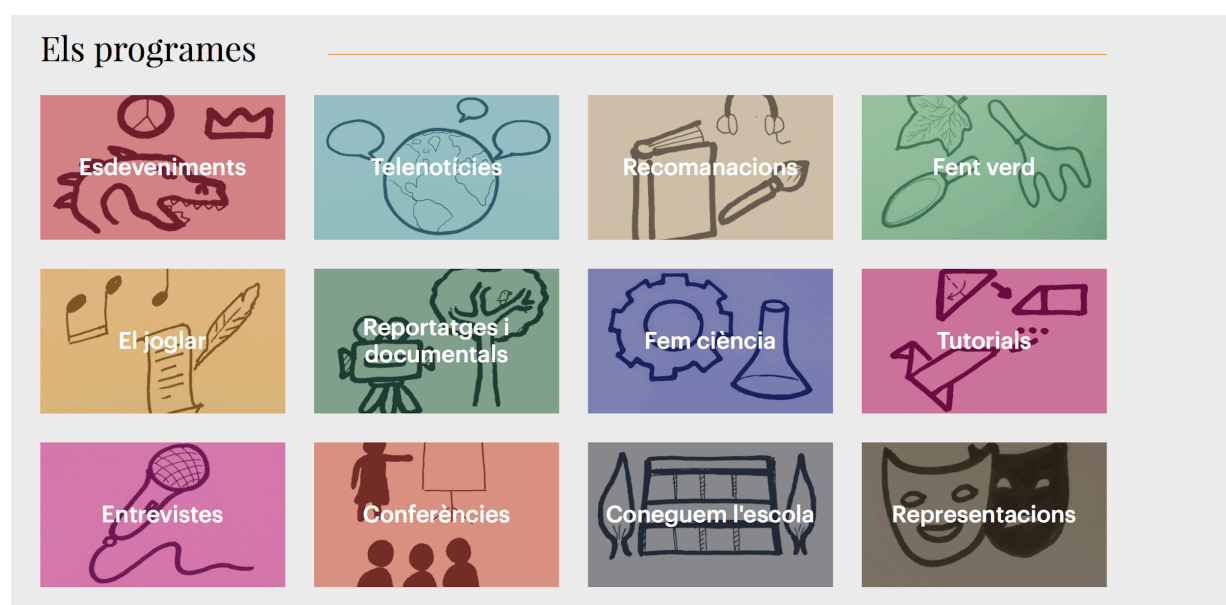 Els programes
Esdeveniments
Telenotícies
Recomanacions
Fent verd
El joglar
Reportatges i
documentals
Fem ciència
Tutorials
Entrevistes
Conferències
Coneguem l'escola
Representacions